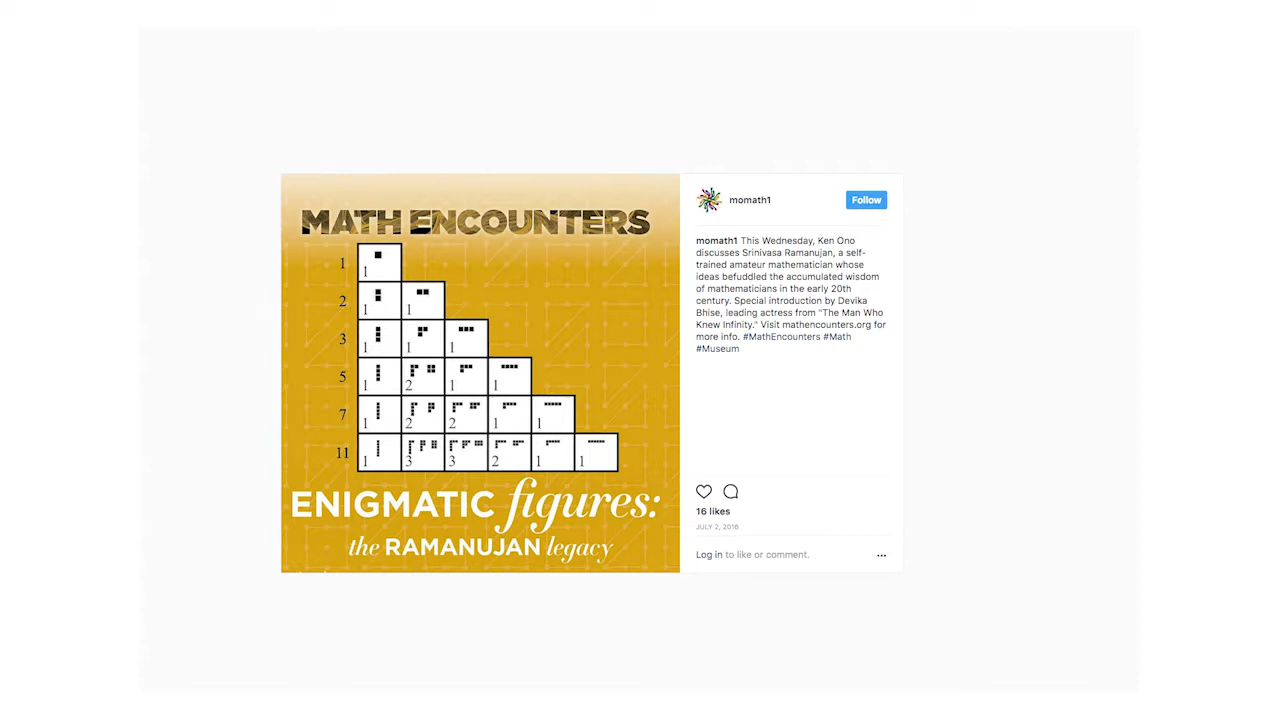 MATH ENCOUNTERS
1
1
2
1 1
3
1 1 1
5
1 2 1 1
7
1 2 2 1 1
11
1 3 3 2 1 1
ENIGMATIC figures:
the RAMANUJAN legacy
momath1
Follow
momath1 This Wednesday, Ken Ono
discusses Srinivasa Ramanujan, a self-
trained amateur mathematician whose
ideas befuddled the accumulated wisdom
of mathematicians in the early 20th
century. Special introduction by Devika
Bhise, leading actress from "The Man Who
Knew Infinity." Visit mathencounters.org for
more info. #MathEncounters #Math
#Museum
16 likes
JULY 2, 2016
Log in to like or comment.